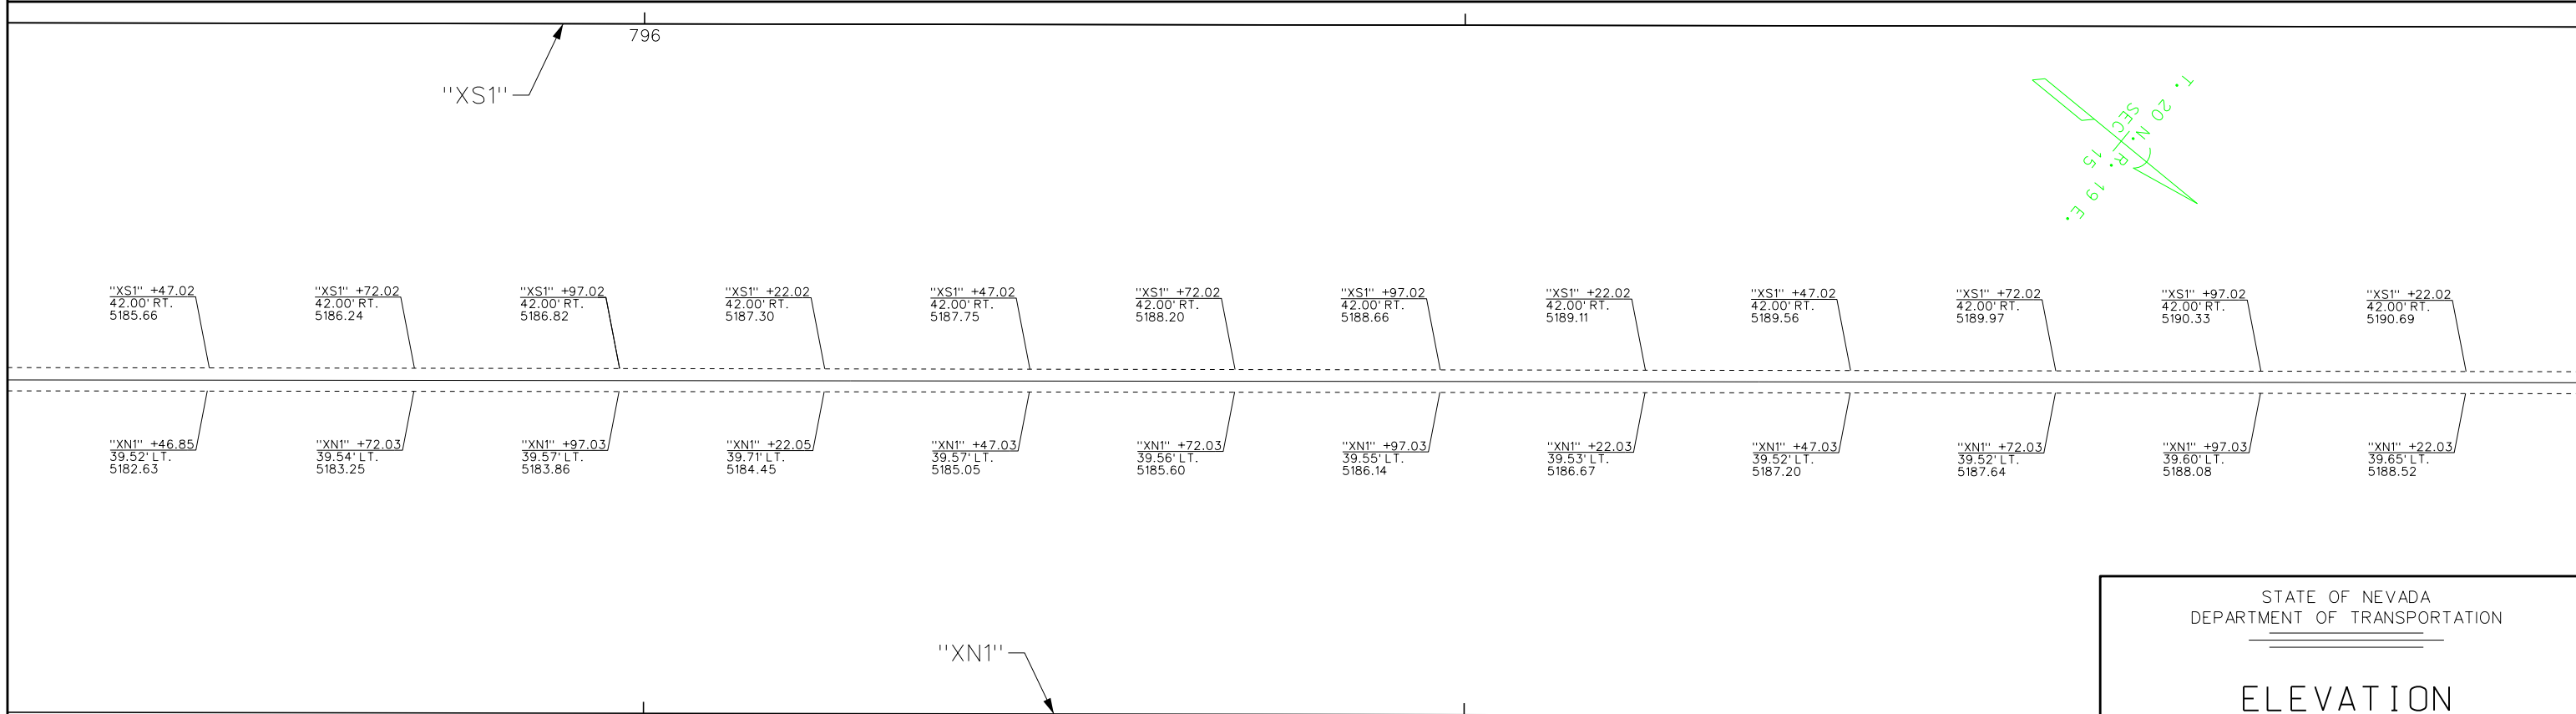 796
"XS1"
T. 20 N. R. 19 E.
SEC. 15
"XS1" +47.02
42.00' RT.
5185.66
"XS1" +72.02
42.00' RT.
5186.24
"XS1" +97.02
42.00' RT.
5186.82
"XS1" +22.02
42.00' RT.
5187.30
"XS1" +47.02
42.00' RT.
5187.75
"XS1" +72.02
42.00' RT.
5188.20
"XS1" +97.02
42.00' RT.
5188.66
"XS1" +22.02
42.00' RT.
5189.11
"XS1" +47.02
42.00' RT.
5189.56
"XS1" +72.02
42.00' RT.
5189.97
"XS1" +97.02
42.00' RT.
5190.33
"XS1" +22.02
42.00' RT.
5190.69
"XN1" +46.85
39.52' LT.
5182.63
"XN1" +72.03
39.54' LT.
5183.25
"XN1" +97.03
39.57' LT.
5183.86
"XN1" +22.05
39.71' LT.
5184.45
"XN1" +47.03
39.57' LT.
5185.05
"XN1" +72.03
39.56' LT.
5185.60
"XN1" +97.03
39.55' LT.
5186.14
"XN1" +22.03
39.53' LT.
5186.67
"XN1" +47.03
39.52' LT.
5187.20
"XN1" +72.03
39.52' LT.
5187.64
"XN1" +97.03
39.60' LT.
5188.08
"XN1" +22.03
39.65' LT.
5188.52
"XN1"
STATE OF NEVADA
DEPARTMENT OF TRANSPORTATION
ELEVATION